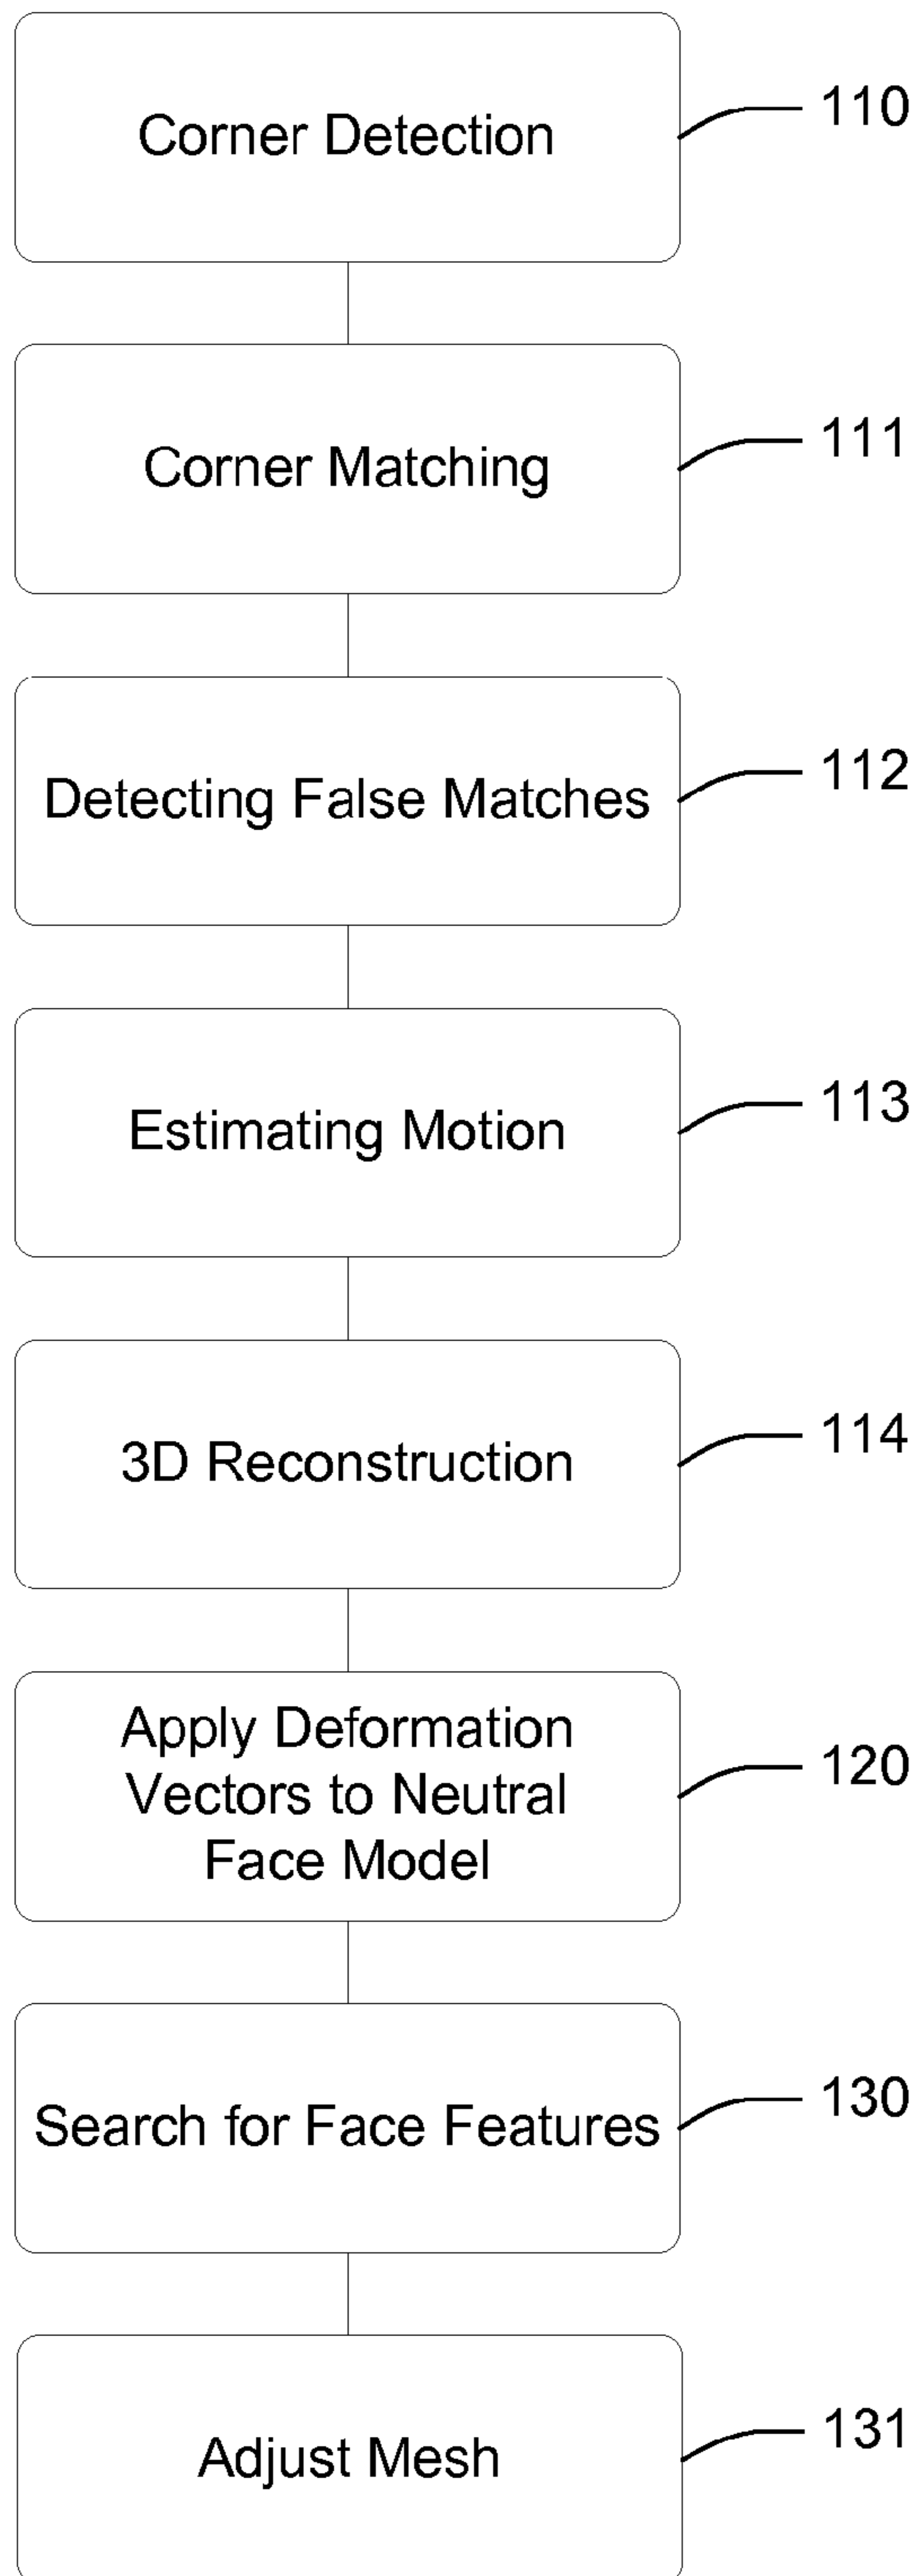 Corner Detection
110
Corner Matching
111
Detecting False Matches
112
Estimating Motion
113
3D Reconstruction
114
Apply Deformation
Vectors to Neutral
Face Model
120
Search for Face Features
130
Adjust Mesh
131